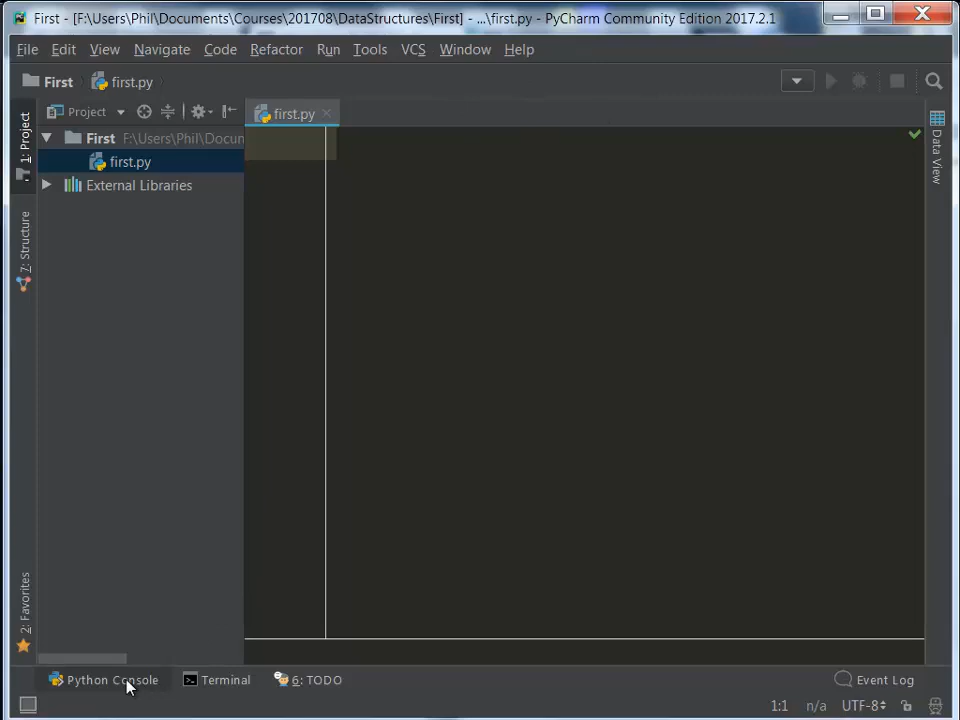 First - [F:\Users\Phil\Documents\Courses\201708\DataStructures\First] - ...\first.py - PyCharm Community Edition 2017.2.1
File Edit View Navigate Code Refactor Run Tools VCS Window Help
First first.py
Project first.py
1: Project
First F:\Users\Phil\Docun
first.py
External Libraries
7: Structure
2: Favorites
Data View
Python Console Terminal 6: TODO Event Log
1:1 n/a UTF-8